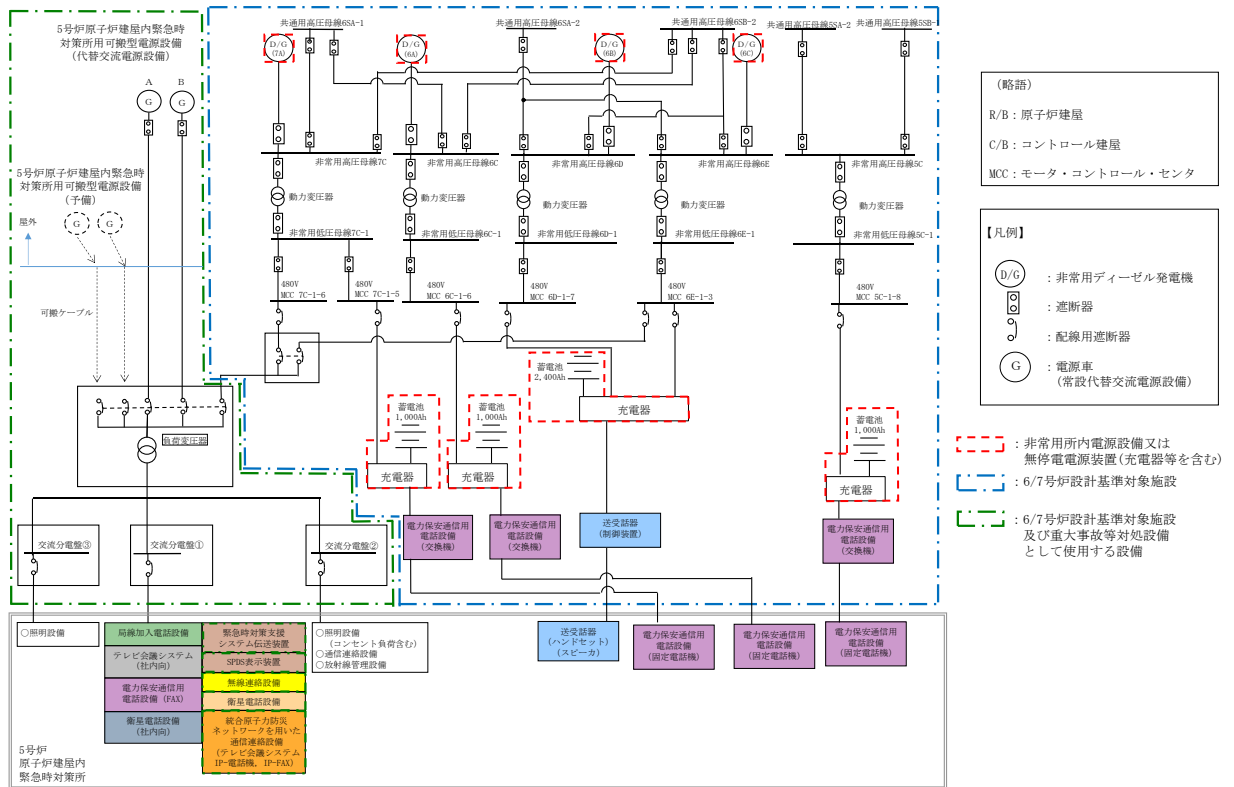 5号炉原子炉建屋内緊急時
対策所用可搬型電源設備
(代替交流電源設備)
A
B
G
G
5号炉原子炉建屋内緊急時
対策所用可搬型電源設備
(予備)
G
G
屋外
可搬ケーブル
負荷変圧器
交流分電盤③
交流分電盤①
交流分電盤②
共通用高圧母線6SA-1
共通用高圧母線6SA-2
共通用高圧母線6SB-2
共通用高圧母線5SA-2
共通用高圧母線5SB-
D/G
(7A)
D/G
(6A)
D/G
(6B)
D/G
(6C)
非常用高圧母線7C
非常用高圧母線6C
非常用高圧母線6D
非常用高圧母線6E
非常用高圧母線5C
動力変圧器
動力変圧器
動力変圧器
動力変圧器
動力変圧器
非常用低圧母線7C-1
非常用低圧母線6C-1
非常用低圧母線6D-1
非常用低圧母線6E-1
非常用低圧母線5C-1
480V
MCC 7C-1-6
480V
MCC 7C-1-5
480V
MCC 6C-1-6
480V
MCC 6D-1-7
480V
MCC 6E-1-3
480V
MCC 5C-1-8
蓄電池
2,400Ah
充電器
蓄電池
1,000Ah
充電器
蓄電池
1,000Ah
充電器
蓄電池
1,000Ah
充電器
電力保安通信用
電話設備
(交換機)
電力保安通信用
電話設備
(交換機)
送受話器
(制御装置)
電力保安通信用
電話設備
(交換機)
○照明設備
局線加入電話設備
テレビ会議システム
(社内向)
電力保安通信用
電話設備(FAX)
衛星電話設備
(社内向)
緊急時対策支援
システム伝送装置
SPDS表示装置
無線連絡設備
衛星電話設備
統合原子力防災
ネットワークを用いた
通信連絡設備
(テレビ会議システム
IP-電話機、IP-FAX)
○照明設備
(コンセント負荷含む)
○通信連絡設備
○放射線管理設備
送受話器
(ハンドセット)
(スピーカ)
電力保安通信用
電話設備
(固定電話機)
電力保安通信用
電話設備
(固定電話機)
電力保安通信用
電話設備
(固定電話機)
5号炉
原子炉建屋内
緊急時対策所
(略語)
R/B:原子炉建屋
C/B:コントロール建屋
MCC:モータ・コントロール・センタ
【凡例】
D/G
:非常用ディーゼル発電機
:遮断器
:配線用遮断器
G
:電源車
(常設代替交流電源設備)
:非常用所内電源設備又は
無停電電源装置(充電器等を含む)
:6/7号炉設計基準対象施設
:6/7号炉設計基準対象施設
及び重大事故等対処設備
として使用する設備